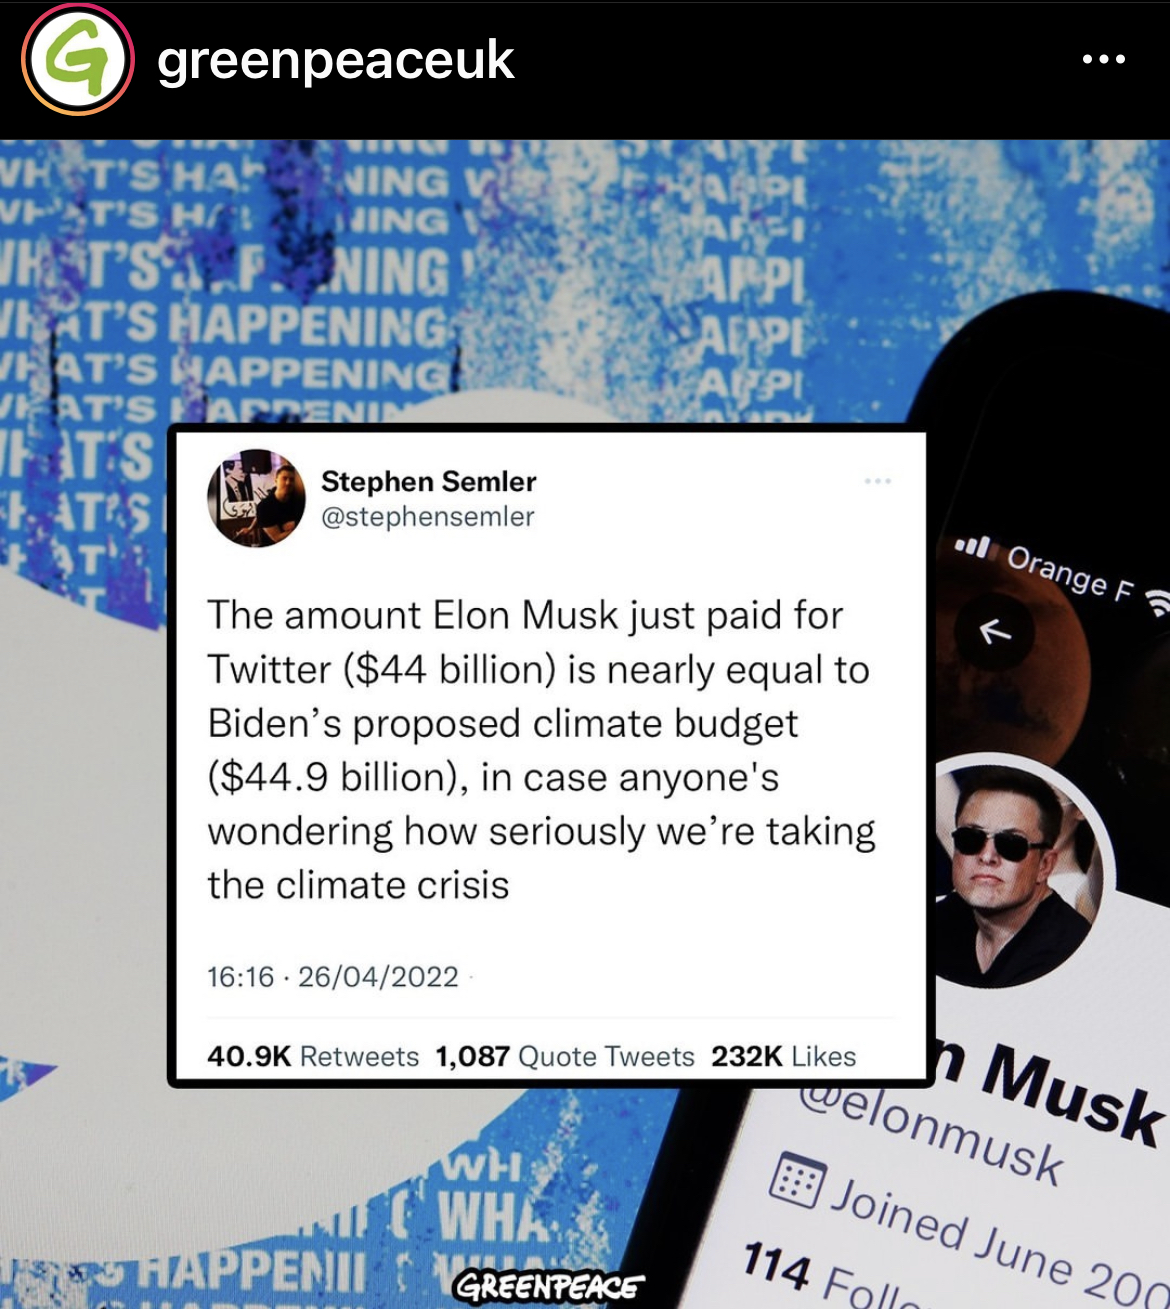 greenpeaceuk
WHAT'S HAPPENING
WHAT'S HAPPENING
Stephen Semler
@stephensemler
The amount Elon Musk just paid for
Twitter ($44 billion) is nearly equal to
Biden’s proposed climate budget
($44.9 billion), in case anyone's
wondering how seriously we’re taking
the climate crisis
16:16 · 26/04/2022 ·
40.9K Retweets 1,087 Quote Tweets 232K Likes
Orange F
n Musk
@elonmusk
Joined June 200
114 Follo
GREENPEACE